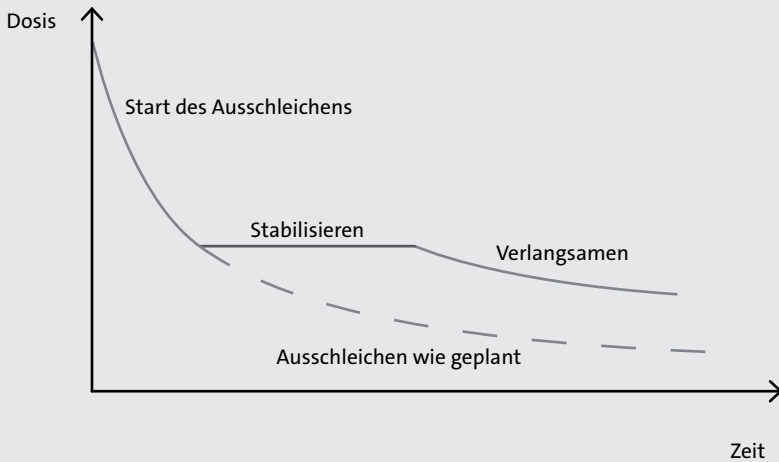 Dosis
Start des Ausschleichens
Stabilisieren
Verlangsamen
Ausschleichen wie geplant
Zeit